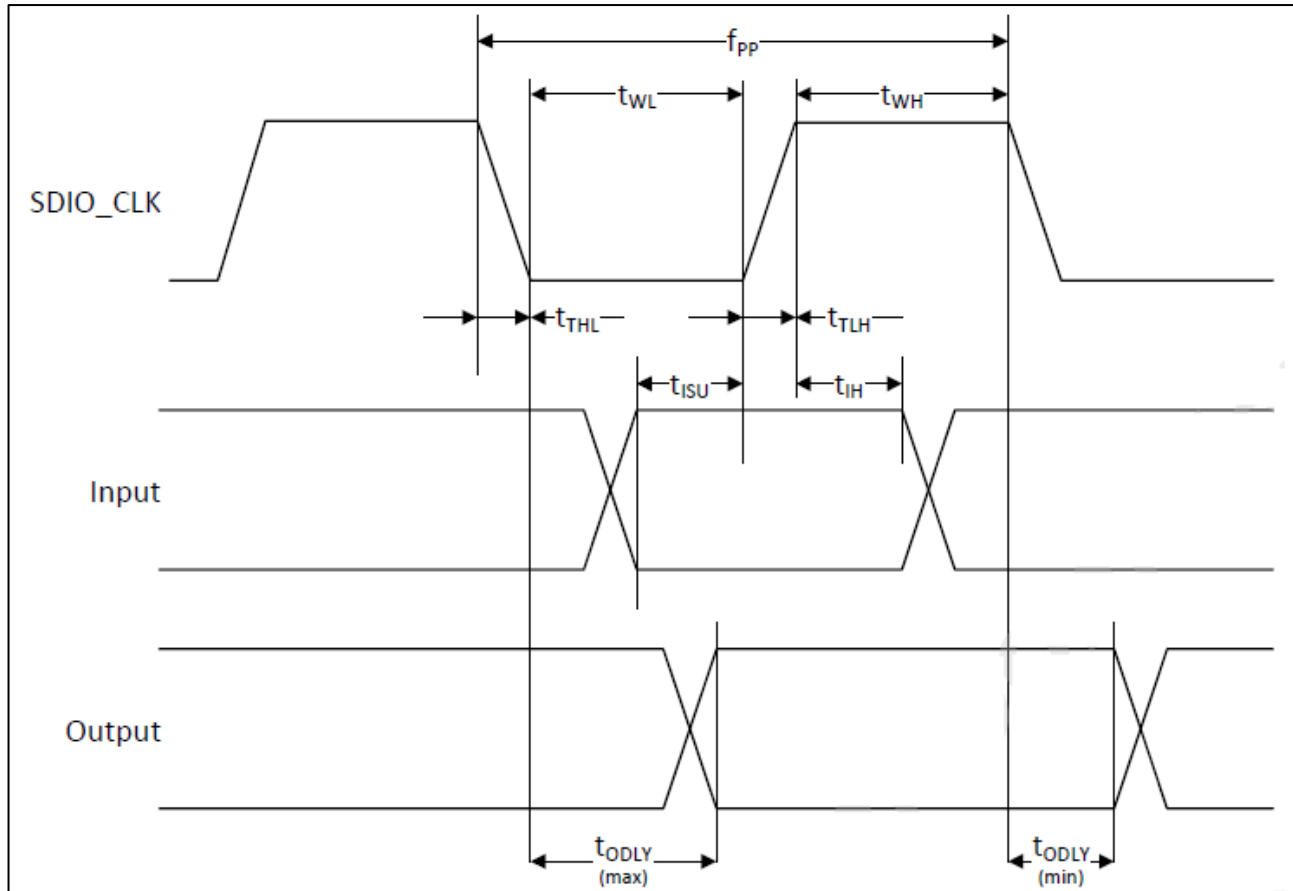 fPP
tWL
tWH
SDIO_CLK
tTHL
tTLH
tISU
tIH
Input
Output
tODLY
(max)
tODLY
(min)